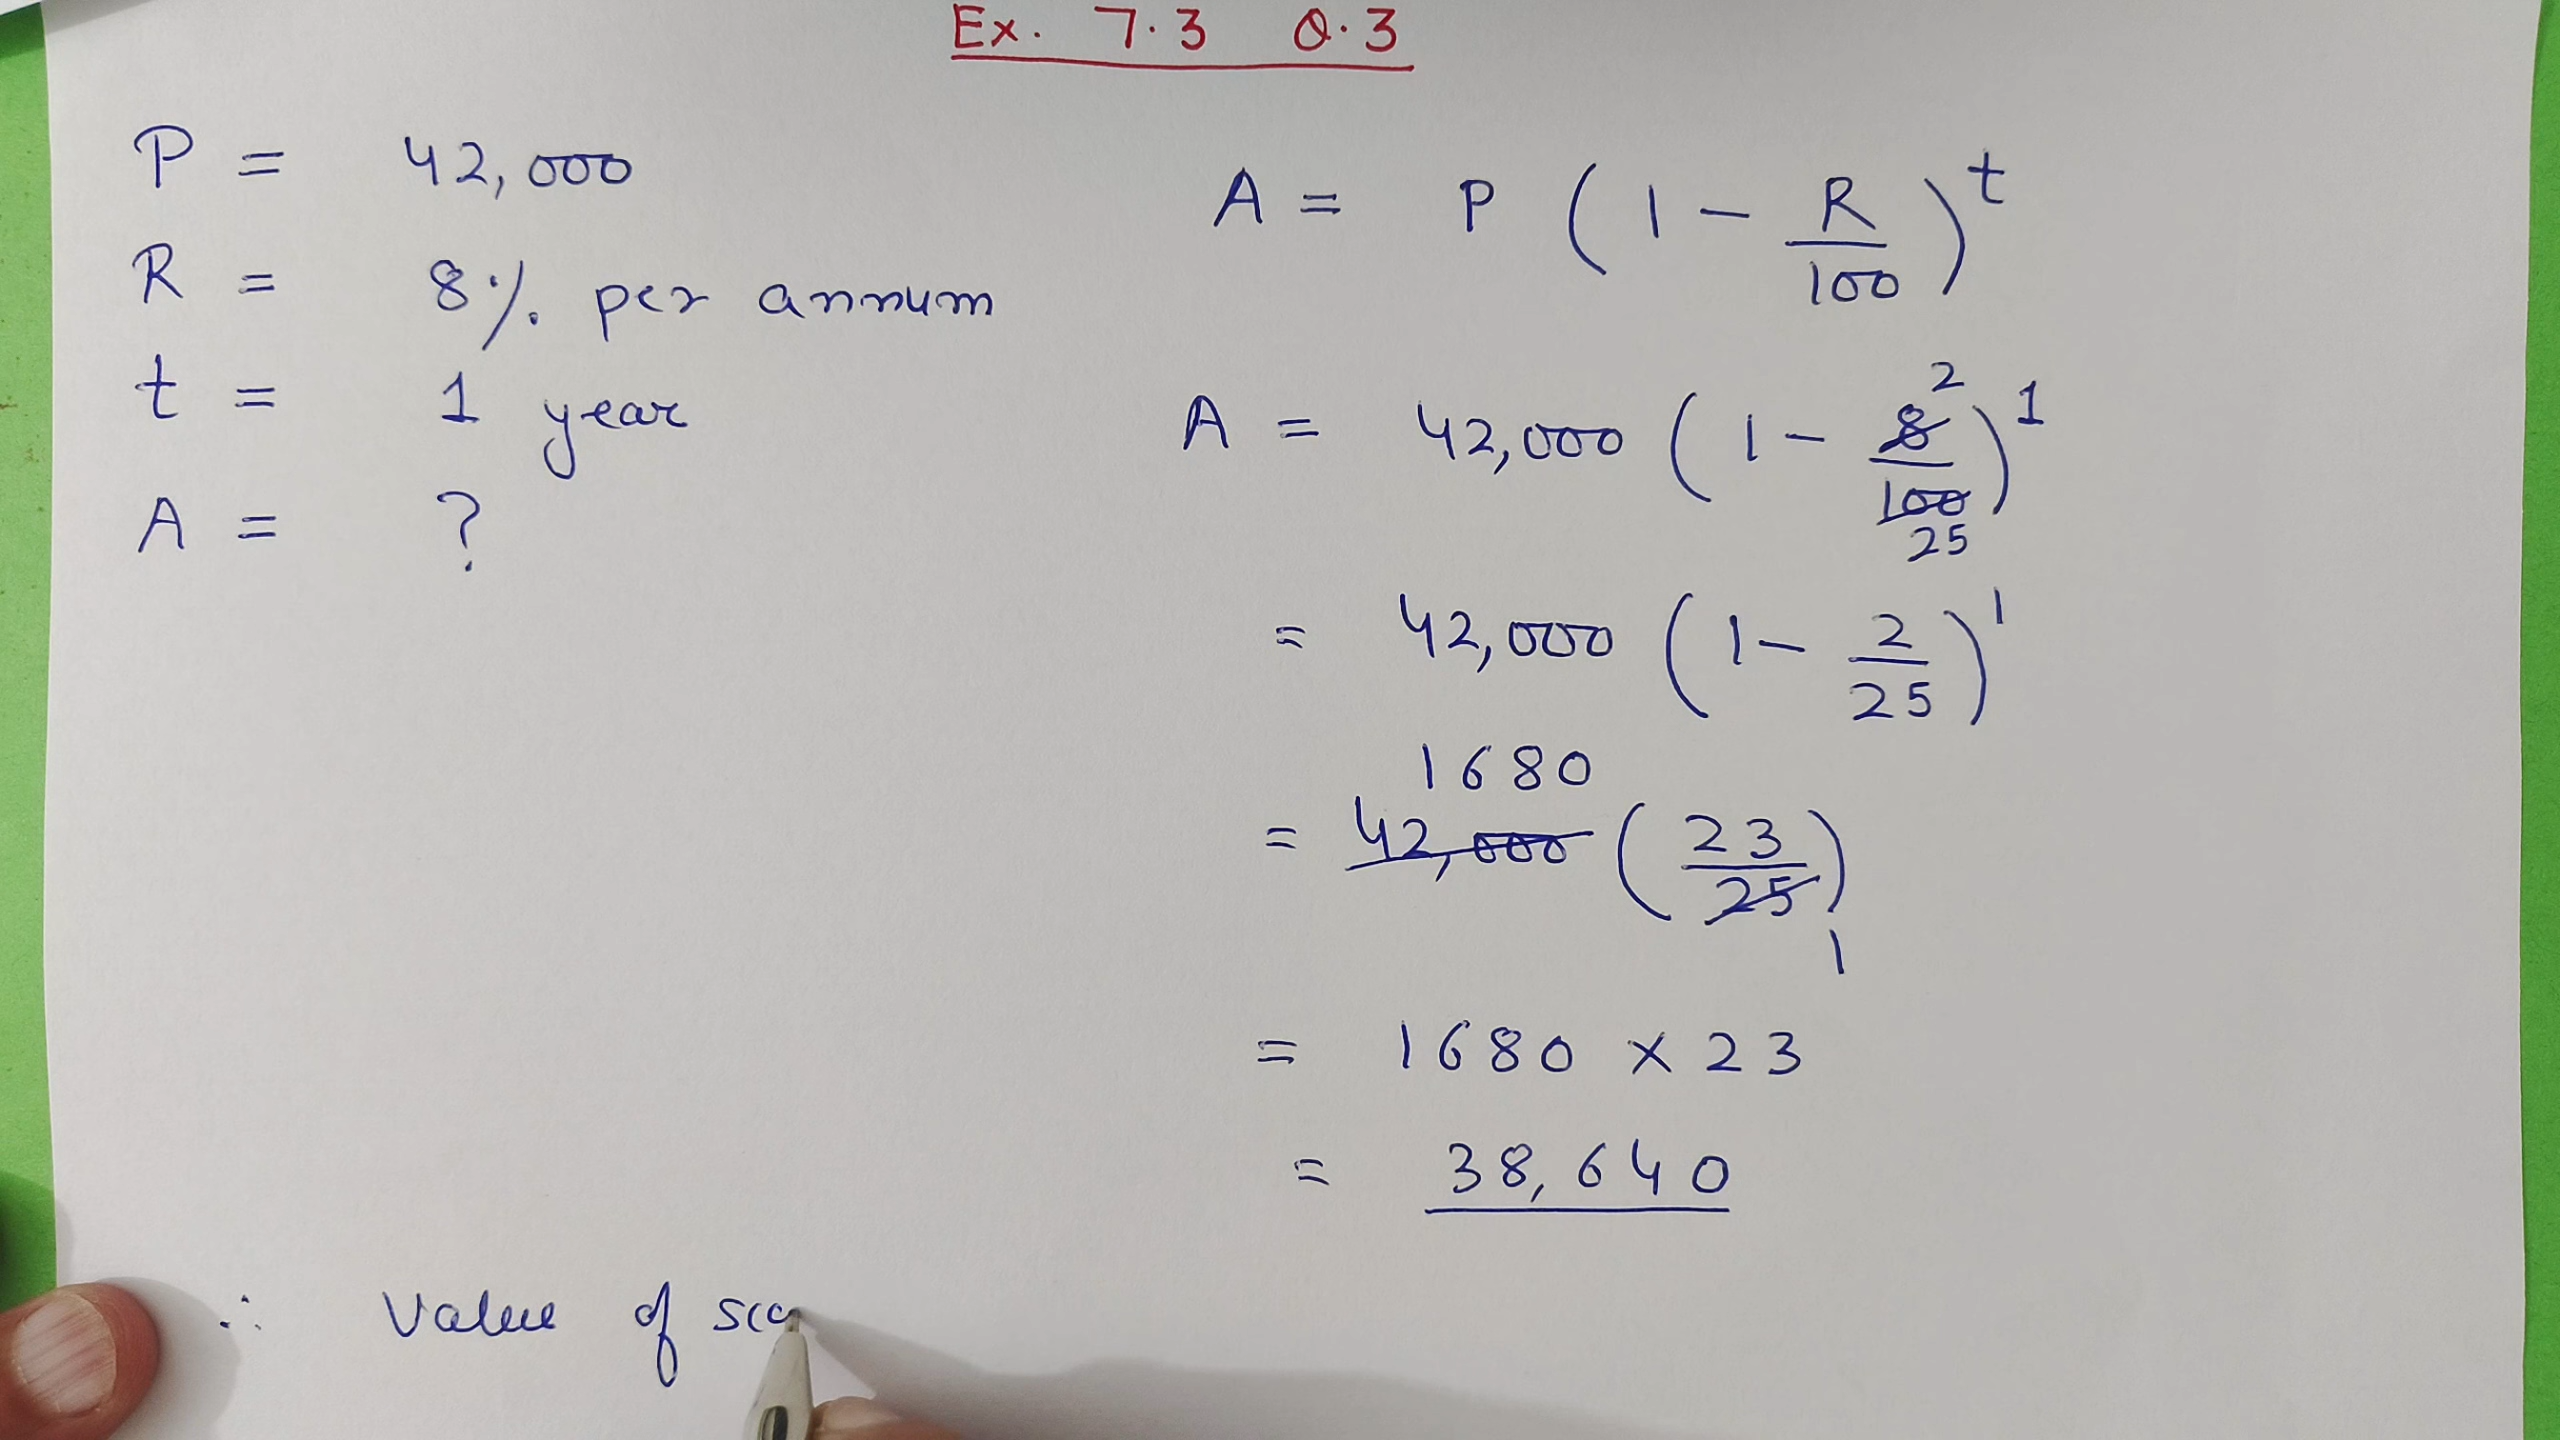 Ex. 7.3 Q.3
P = 42,000
R = 8% per annum
t = 1 year
A = ?
A = P (1 - R/100)^t
A = 42,000 (1 - 8/100)^1
2
25
= 42,000 (1 - 2/25)^1
1680
= 42,000 (23/25)
1
= 1680 × 23
= 38,640
∴ Value of